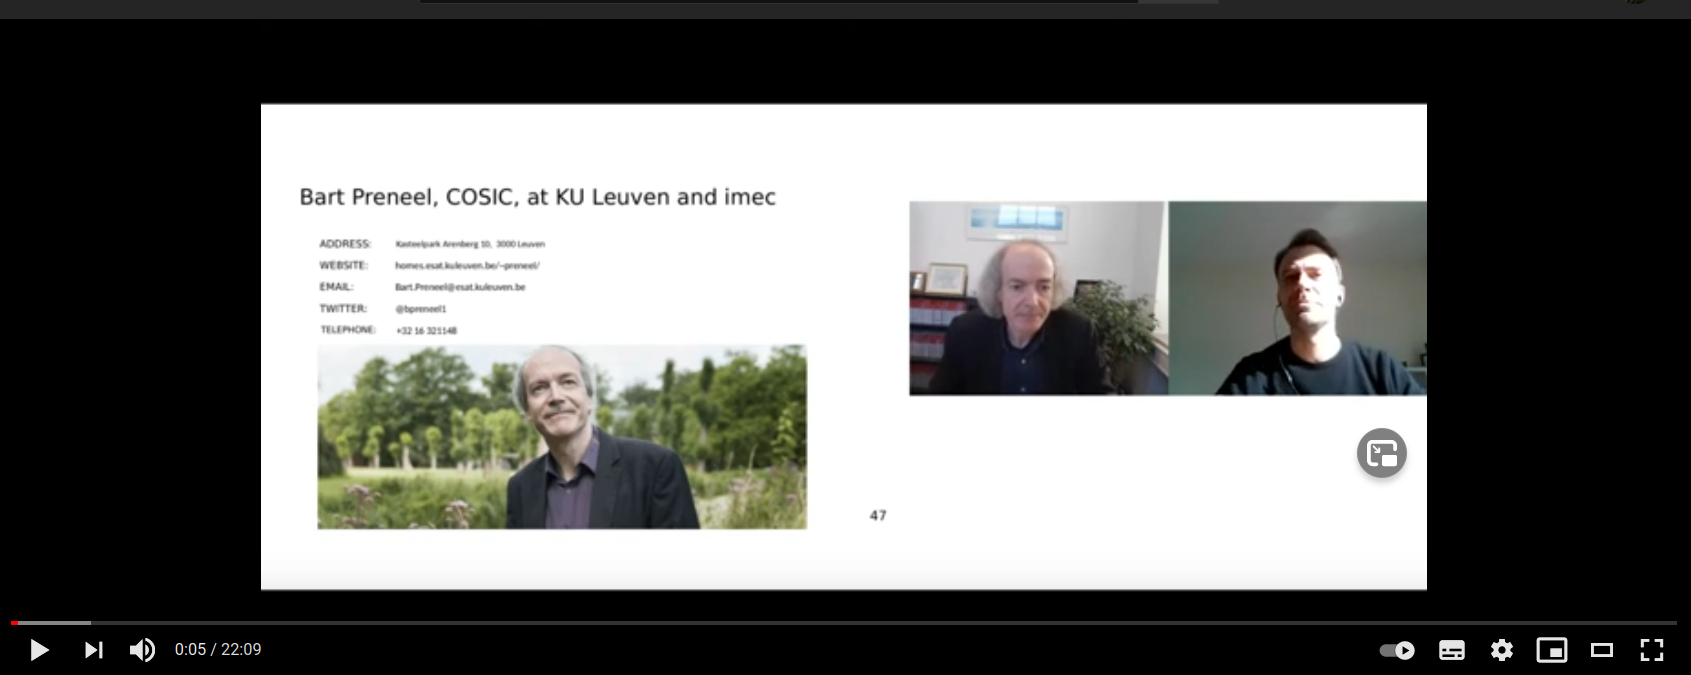 Bart Preneel, COSIC, at KU Leuven and imec
ADDRESS: Kasteelpark Arenberg 10, 3000 Leuven
WEBSITE: homes.esat.kuleuven.be/~preneel/
EMAIL: Bart.Preneel@esat.kuleuven.be
TWITTER: @bpreneel1
TELEPHONE: +32 16 321148
47
0:05 / 22:09